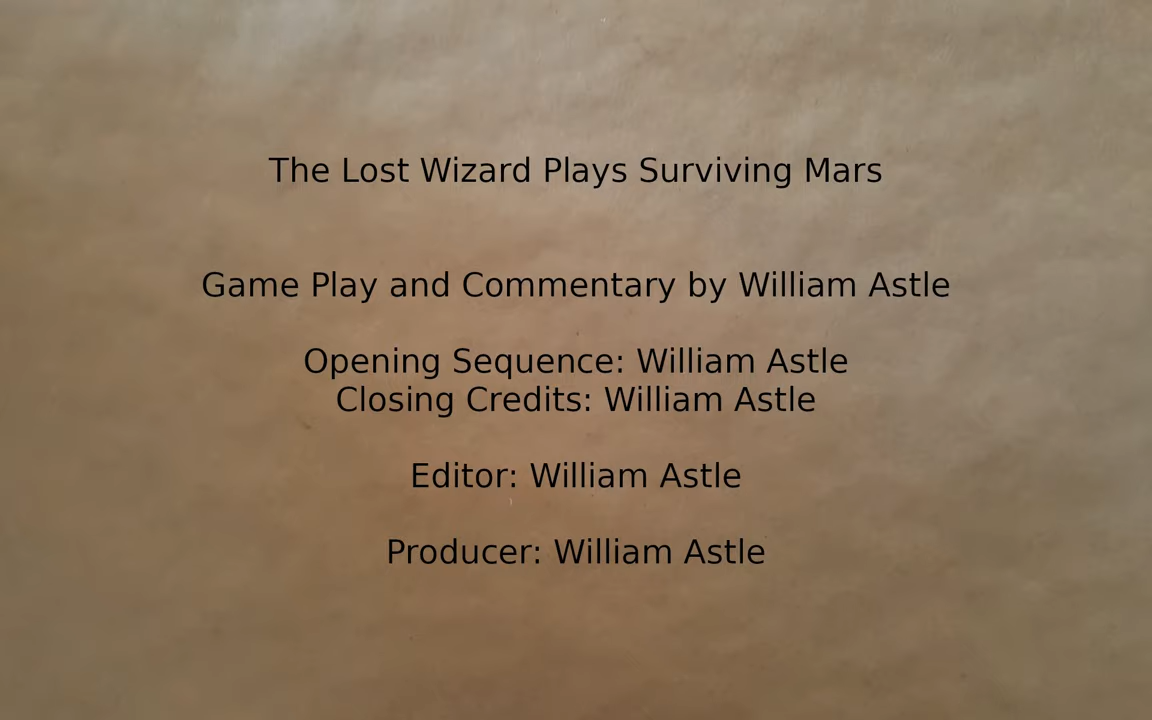 The Lost Wizard Plays Surviving Mars
Game Play and Commentary by William Astle
Opening Sequence: William Astle
Closing Credits: William Astle
Editor: William Astle
Producer: William Astle